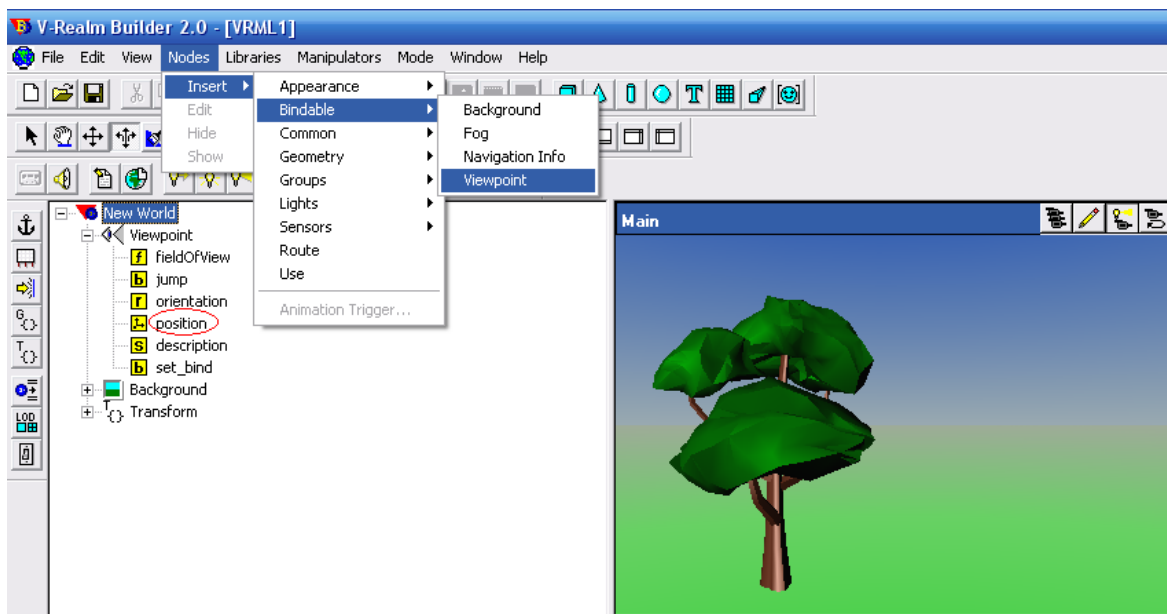 V-Realm Builder 2.0 - [VRML1]
File Edit View Nodes Libraries Manipulators Mode Window Help
Insert
Edit
Hide
Show
Appearance
Bindable
Common
Geometry
Groups
Lights
Sensors
Route
Use
Animation Trigger...
Background
Fog
Navigation Info
Viewpoint
T
G
T
LOD
New World
Viewpoint
f fieldOfView
b jump
r orientation
position
S description
b set_bind
Background
T Transform
Main